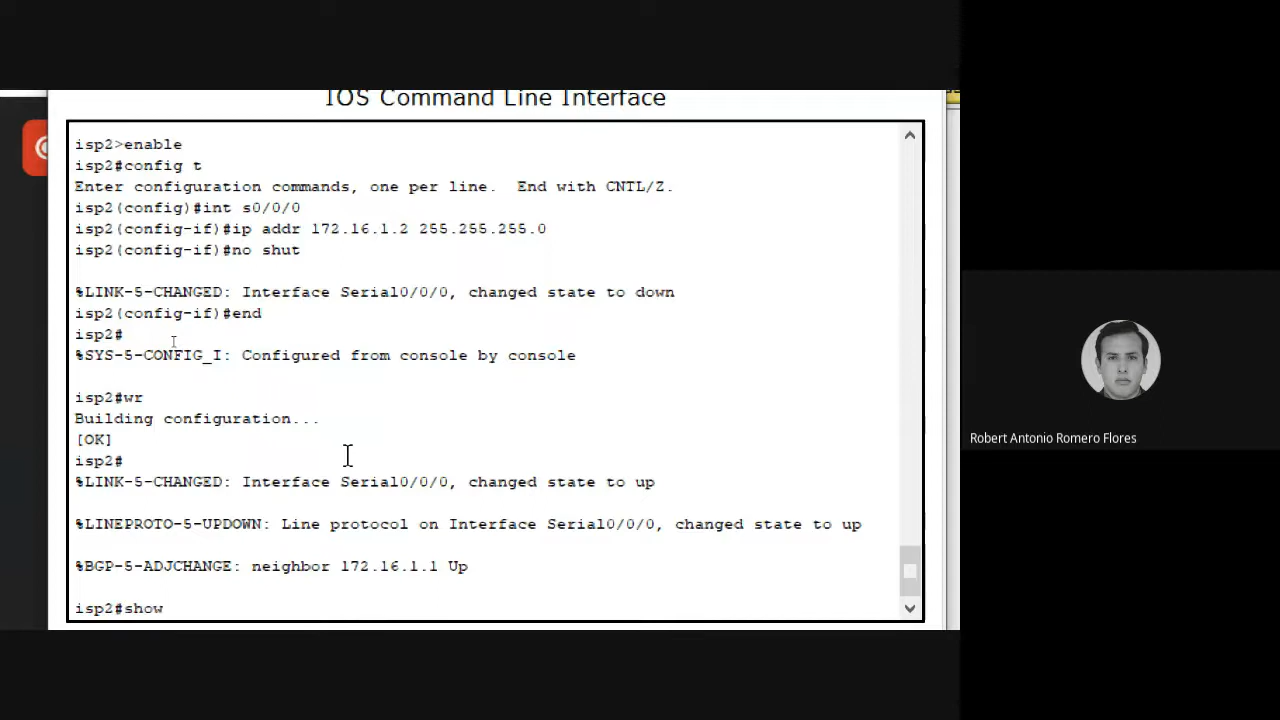 IOS Command Line Interface
isp2>enable
isp2#config t
Enter configuration commands, one per line.  End with CNTL/Z.
isp2(config)#int s0/0/0
isp2(config-if)#ip addr 172.16.1.2 255.255.255.0
isp2(config-if)#no shut
%LINK-5-CHANGED: Interface Serial0/0/0, changed state to down
isp2(config-if)#end
isp2#
%SYS-5-CONFIG_I: Configured from console by console
isp2#wr
Building configuration...
[OK]
isp2#
%LINK-5-CHANGED: Interface Serial0/0/0, changed state to up
%LINEPROTO-5-UPDOWN: Line protocol on Interface Serial0/0/0, changed state to up
%BGP-5-ADJCHANGE: neighbor 172.16.1.1 Up
isp2#show
Robert Antonio Romero Flores